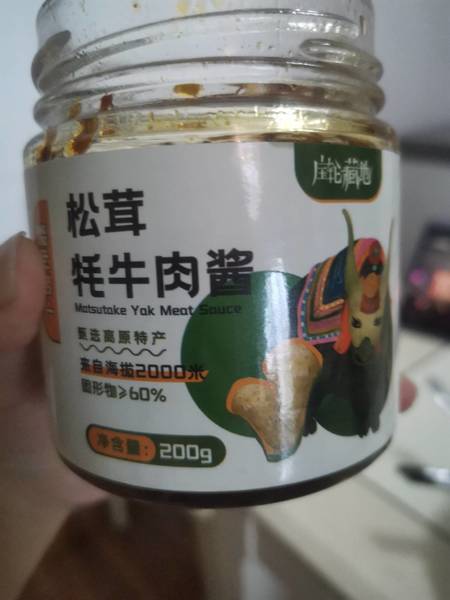 松茸
牦牛肉酱
Matsutake Yak Meat Sauce
甄选高原特产
来自海拔2000米
固形物≥60%
净含量：200g